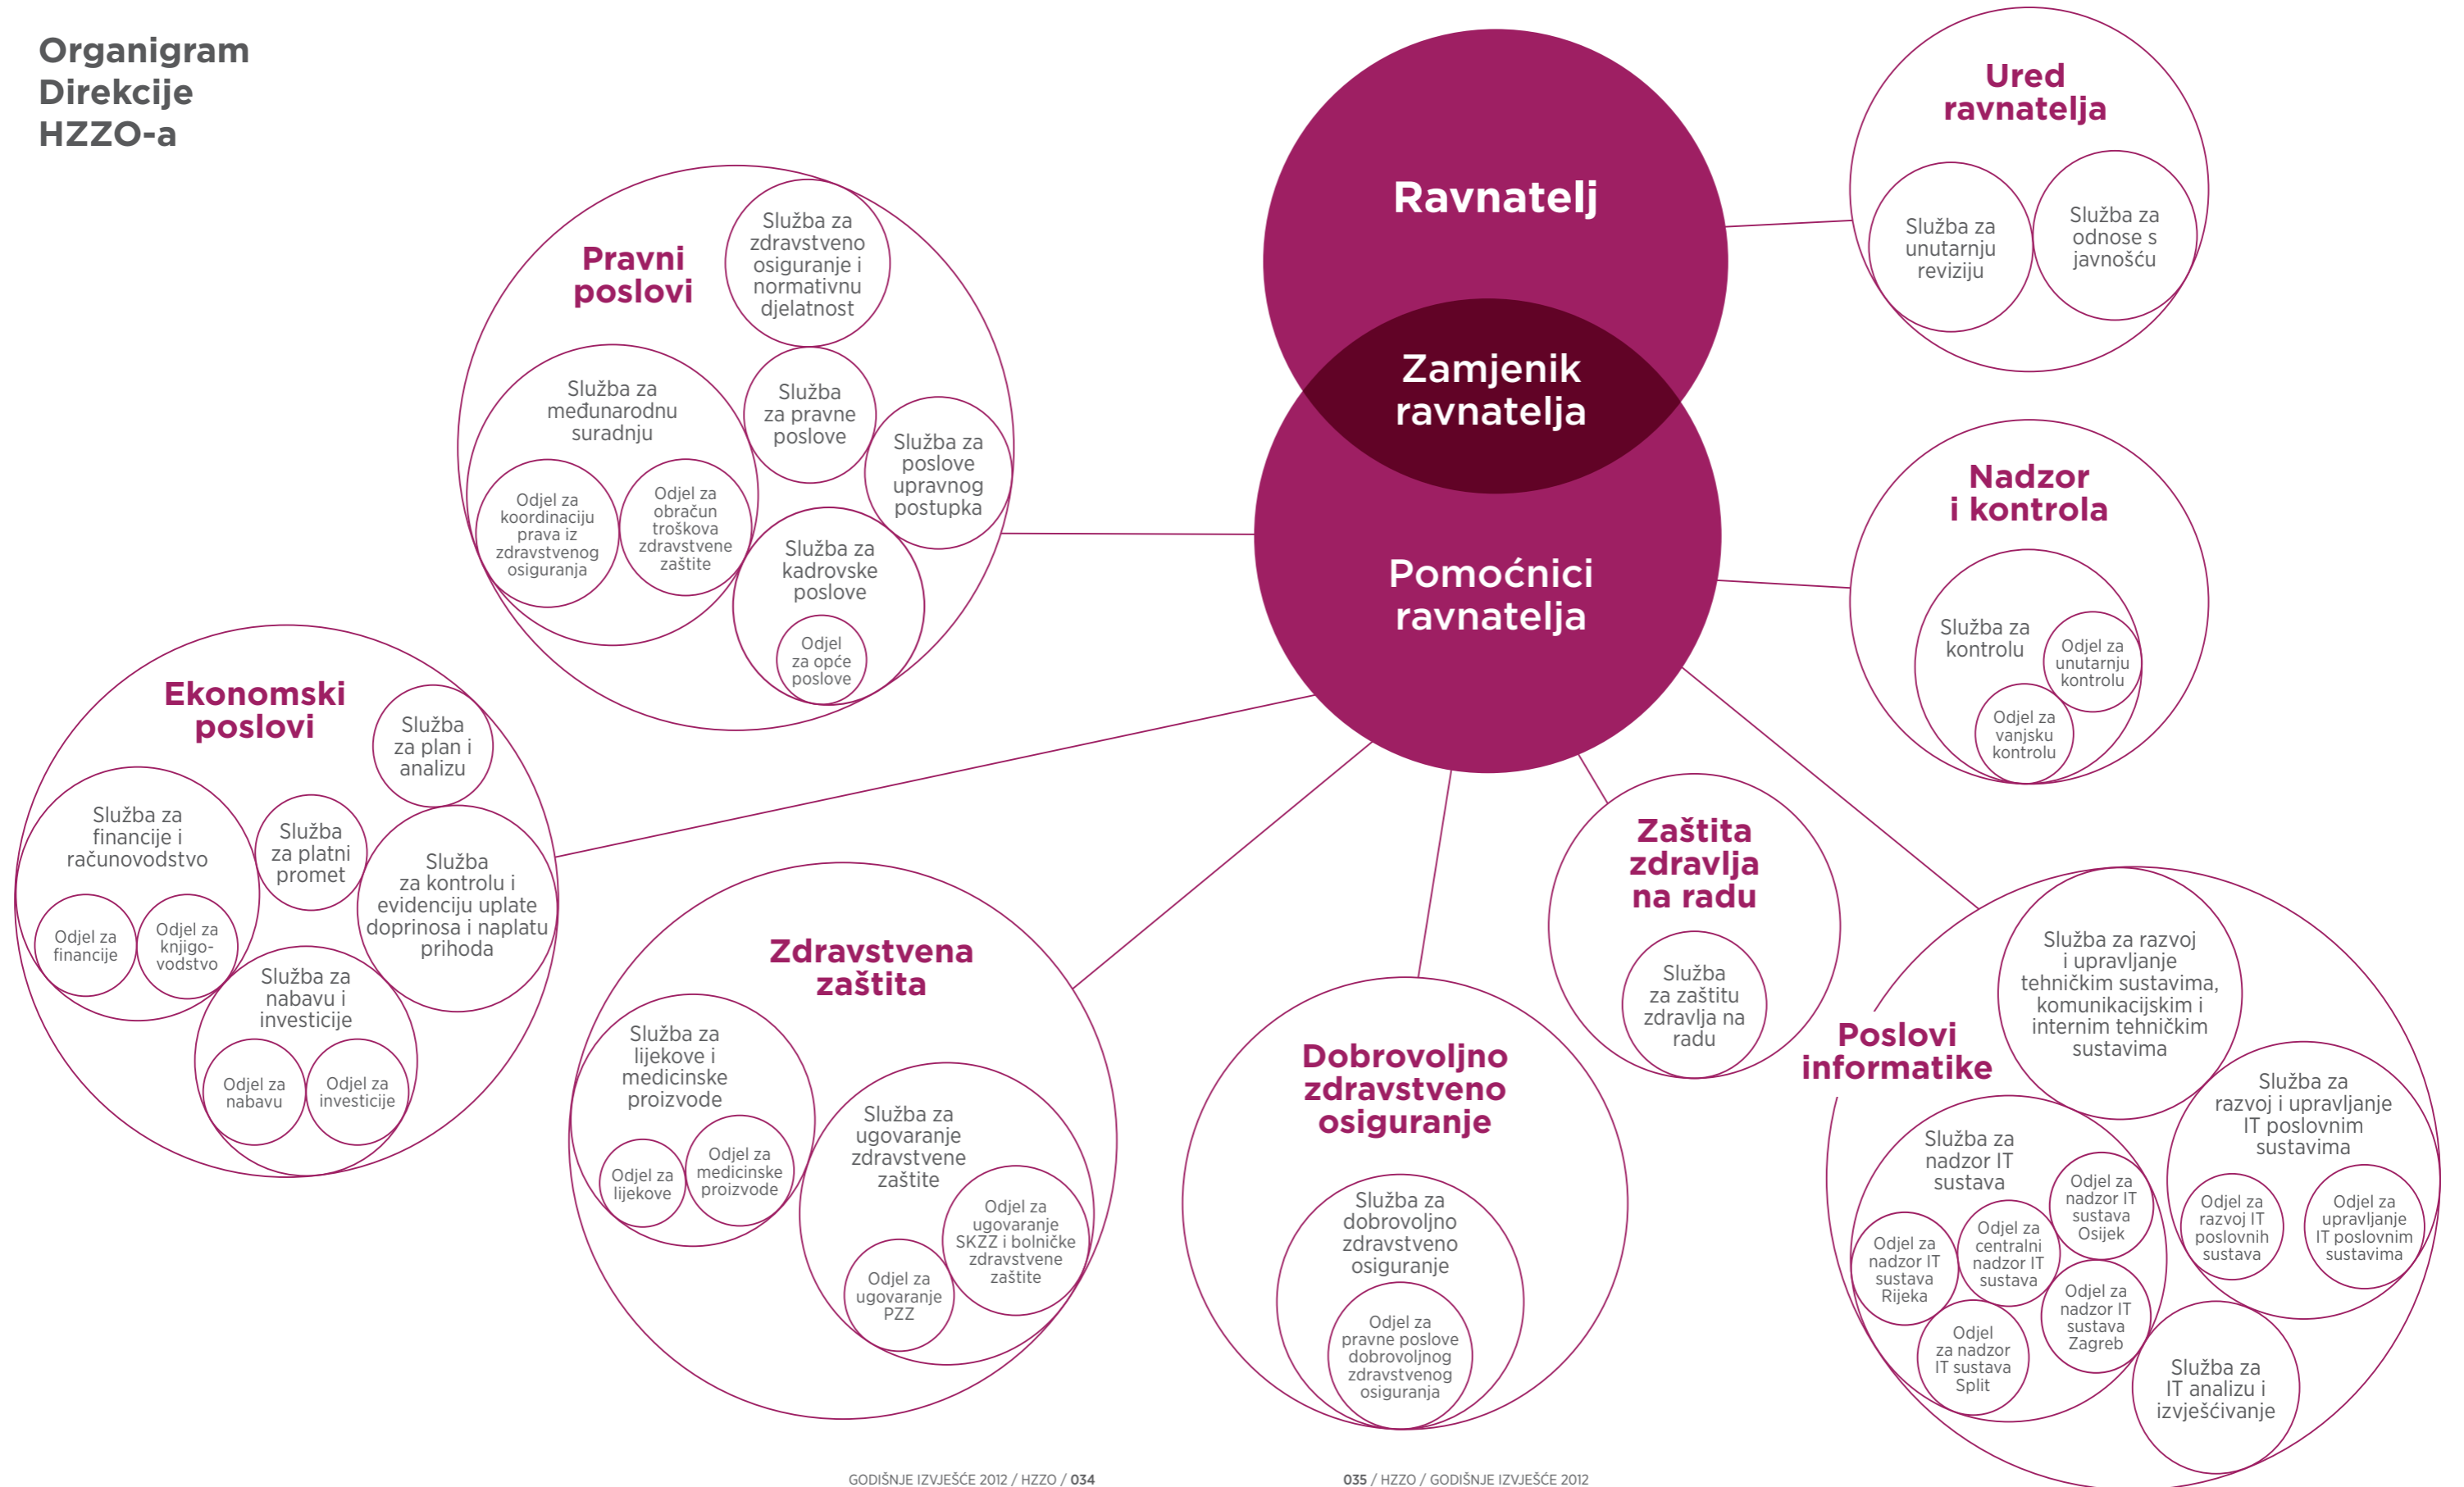 Organigram
Direkcije
HZZO-a
Ravnatelj
Zamjenik
ravnatelja
Pomoćnici
ravnatelja
Ured
ravnatelja
Služba za
unutarnju
reviziju
Služba za
odnose s
javnošću
Pravni
poslovi
Služba za
zdravstveno
osiguranje i
normativnu
djelatnost
Služba za
međunarodnu
suradnju
Odjel za
koordinaciju
prava iz
zdravstvenog
osiguranja
Odjel za
obračun
troškova
zdravstvene
zaštite
Služba
za pravne
poslove
Služba za
poslove
upravnog
postupka
Služba za
kadrovske
poslove
Odjel
za opće
poslove
Nadzor
i kontrola
Služba za
kontrolu
Odjel za
unutarnju
kontrolu
Odjel za
vanjsku
kontrolu
Ekonomski
poslovi
Služba
za plan i
analizu
Služba za
financije i
računovodstvo
Odjel za
financije
Odjel za
knjigo-
vodstvo
Služba
za platni
promet
Služba
za kontrolu i
evidenciju uplate
doprinosa i naplatu
prihoda
Služba za
nabavu i
investicije
Odjel za
nabavu
Odjel za
investicije
Zdravstvena
zaštita
Služba za
lijekove i
medicinske
proizvode
Odjel za
lijekove
Odjel za
medicinske
proizvode
Služba za
ugovaranje
zdravstvene
zaštite
Odjel za
ugovaranje
SKZZ i bolničke
zdravstvene
zaštite
Odjel za
ugovaranje
PZZ
Dobrovoljno
zdravstveno
osiguranje
Služba za
dobrovoljno
zdravstveno
osiguranje
Odjel za
pravne poslove
dobrovoljnog
zdravstvenog
osiguranja
Zaštita
zdravlja
na radu
Služba
za zaštitu
zdravlja na
radu
Poslovi
informatike
Služba za razvoj
i upravljanje
tehničkim sustavima,
komunikacijskim i
internim tehničkim
sustavima
Služba za
razvoj i upravljanje
IT poslovnim
sustavima
Odjel za
razvoj IT
poslovnih
sustava
Odjel za
upravljanje
IT poslovnim
sustavima
Služba za
nadzor IT
sustava
Odjel za
nadzor IT
sustava
Osijek
Odjel za
centralni
nadzor IT
sustava
Odjel za
nadzor IT
sustava
Rijeka
Odjel za
nadzor IT
sustava
Zagreb
Odjel
za nadzor
IT sustava
Split
Služba za
IT analizu i
izvješćivanje
GODIŠNJE IZVJEŠĆE 2012 / HZZO / 034
035 / HZZO / GODIŠNJE IZVJEŠĆE 2012